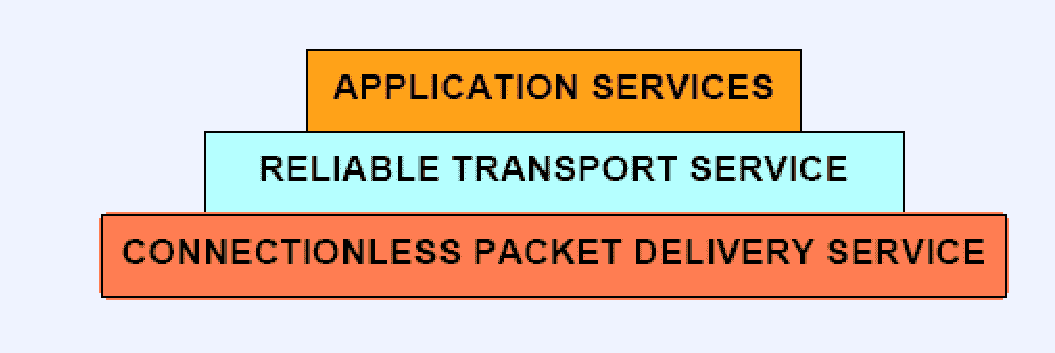 APPLICATION SERVICES
RELIABLE TRANSPORT SERVICE
CONNECTIONLESS PACKET DELIVERY SERVICE